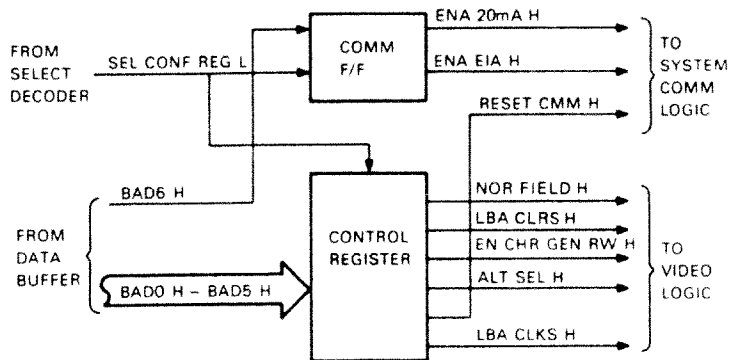 FROM
SELECT
DECODER
SEL CONF REG L
COMM
F/F
ENA 20mA H
ENA EIA H
RESET CMM H
TO
SYSTEM
COMM
LOGIC
BAD6 H
FROM
DATA
BUFFER
BAD0 H – BAD5 H
CONTROL
REGISTER
NOR FIELD H
LBA CLRS H
EN CHR GEN RW H
ALT SEL H
LBA CLKS H
TO
VIDEO
LOGIC